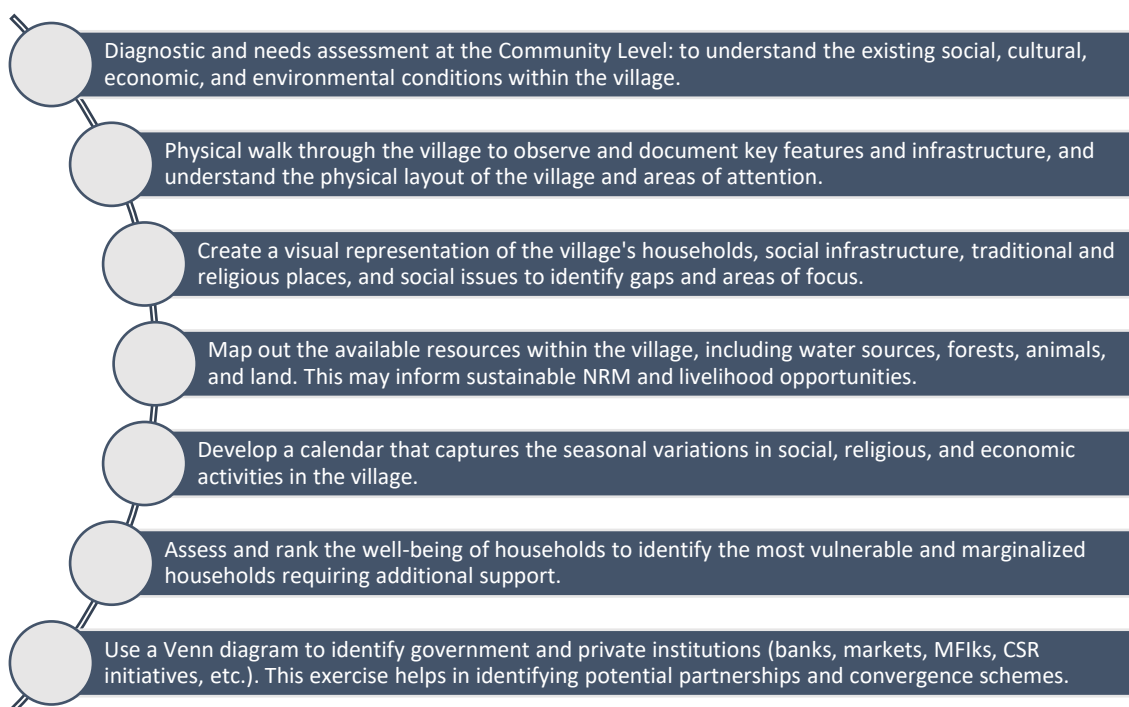 Diagnostic and needs assessment at the Community Level: to understand the existing social, cultural,
economic, and environmental conditions within the village.
Physical walk through the village to observe and document key features and infrastructure, and
understand the physical layout of the village and areas of attention.
Create a visual representation of the village's households, social infrastructure, traditional and
religious places, and social issues to identify gaps and areas of focus.
Map out the available resources within the village, including water sources, forests, animals,
and land. This may inform sustainable NRM and livelihood opportunities.
Develop a calendar that captures the seasonal variations in social, religious, and economic
activities in the village.
Assess and rank the well-being of households to identify the most vulnerable and marginalized
households requiring additional support.
Use a Venn diagram to identify government and private institutions (banks, markets, MFIks, CSR
initiatives, etc.). This exercise helps in identifying potential partnerships and convergence schemes.